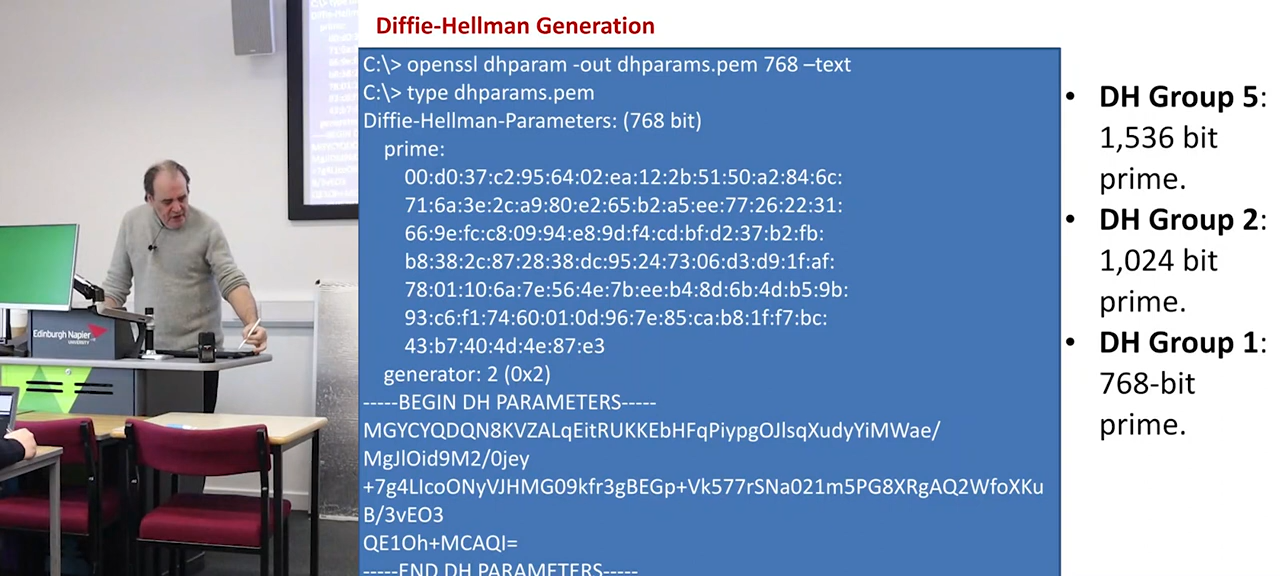 Diffie-Hellman Generation
C:\> openssl dhparam -out dhparams.pem 768 –text
C:\> type dhparams.pem
Diffie-Hellman-Parameters: (768 bit)
prime:
00:d0:37:c2:95:64:02:ea:12:2b:51:50:a2:84:6c:
71:6a:3e:2c:a9:80:e2:65:b2:a5:ee:77:26:22:31:
66:9e:fc:c8:09:94:e8:9d:f4:cd:bf:d2:37:b2:fb:
b8:38:2c:87:28:38:dc:95:24:73:06:d3:d9:1f:af:
78:01:10:6a:7e:56:4e:7b:ee:b4:8d:6b:4d:b5:9b:
93:c6:f1:74:60:01:0d:96:7e:85:ca:b8:1f:f7:bc:
43:b7:40:4d:4e:87:e3
generator: 2 (0x2)
-----BEGIN DH PARAMETERS-----
MGYCYQDQN8KVZALqEitRUKKEbHFqPiypgOJlsqXudyYiMWae/
MgJlOid9M2/0jey
+7g4LIcoONyVJHMG09kfr3gBEGp+Vk577rSNa021m5PG8XRgAQ2WfoXKu
B/3vEO3
QE1Oh+MCAQI=
-----END DH PARAMETERS-----
• DH Group 5:
1,536 bit
prime.
• DH Group 2:
1,024 bit
prime.
• DH Group 1:
768-bit
prime.
Edinburgh Napier
UNIVERSITY